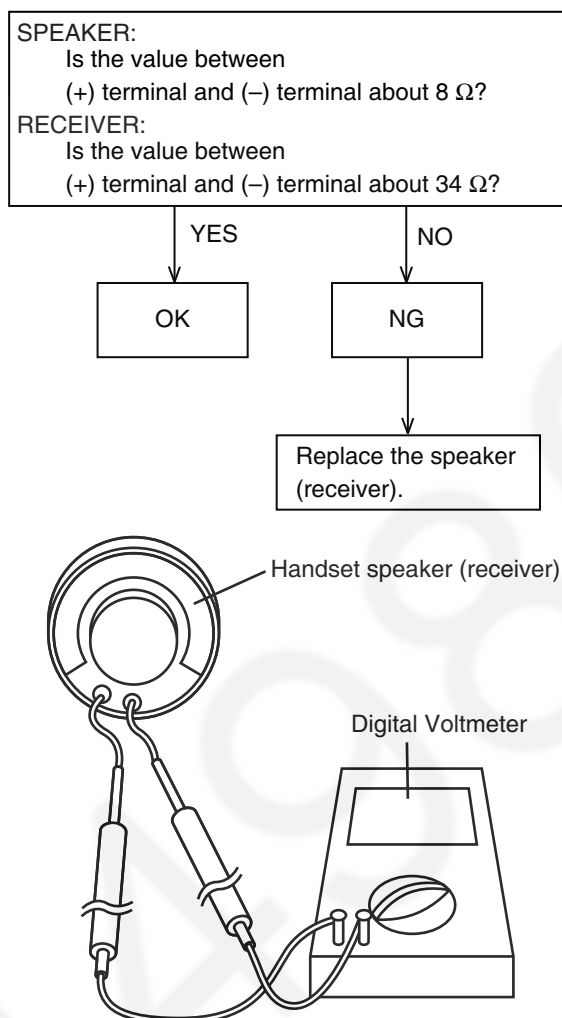 SPEAKER:
Is the value between
(+) terminal and (–) terminal about 8 Ω?
RECEIVER:
Is the value between
(+) terminal and (–) terminal about 34 Ω?
YES
NO
OK
NG
Replace the speaker
(receiver).
Handset speaker (receiver)
Digital Voltmeter